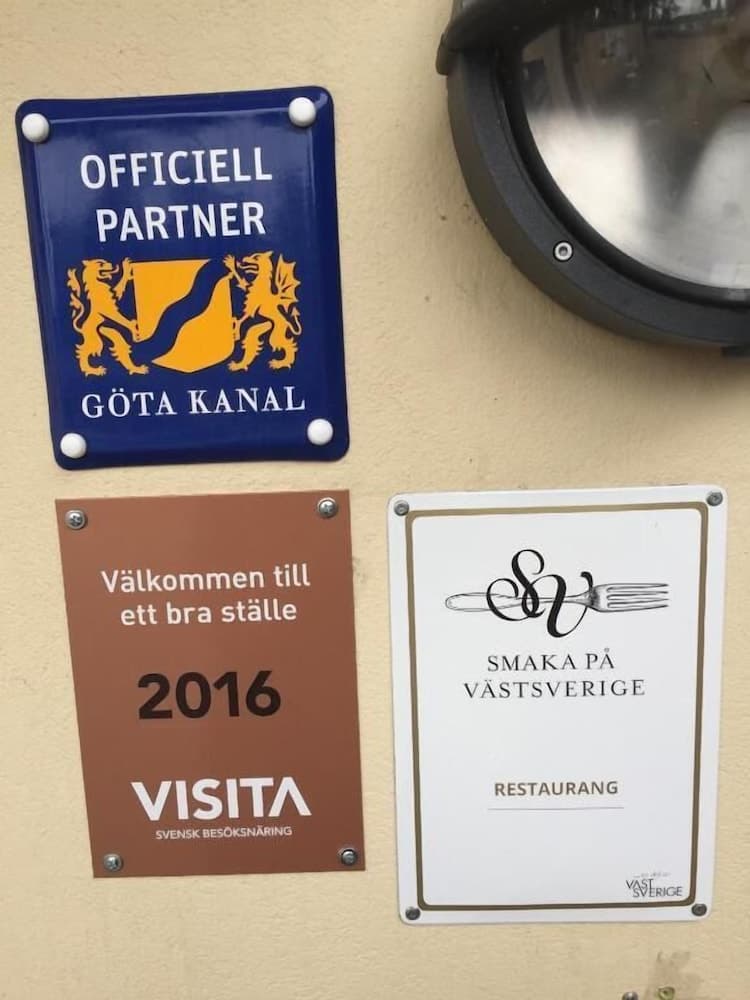 OFFICIELL
PARTNER
GÖTA KANAL
Välkommen till
ett bra ställe
2016
VISITA
SVENSK BESÖKSNÄRING
SV
SMAKA PÅ
VÄSTSVERIGE
RESTAURANG
VÄST
SVERIGE